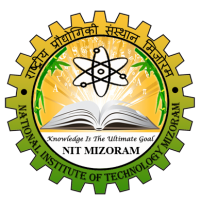 राष्ट्रीय प्रौद्योगिकी संस्थान मिज़ोरम
Knowledge Is The Ultimate Goal
NIT MIZORAM
NATIONAL INSTITUTE OF TECHNOLOGY MIZORAM